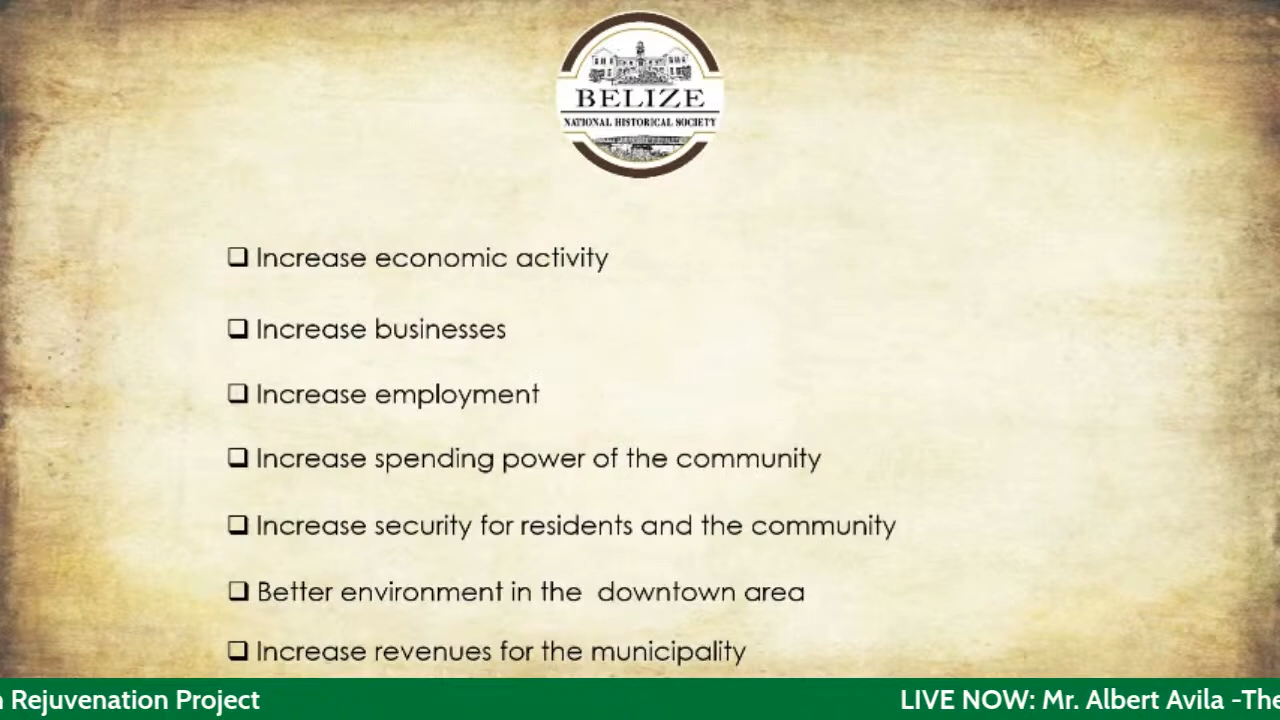 BELIZE
NATIONAL HISTORICAL SOCIETY
❑ Increase economic activity
❑ Increase businesses
❑ Increase employment
❑ Increase spending power of the community
❑ Increase security for residents and the community
❑ Better environment in the  downtown area
❑ Increase revenues for the municipality
n Rejuvenation Project LIVE NOW: Mr. Albert Avila -The